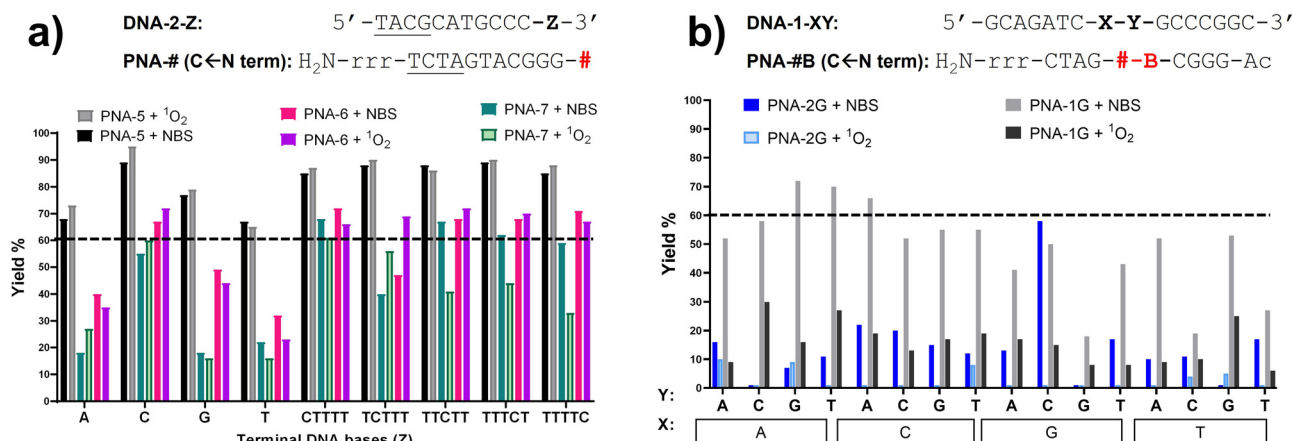 a)
DNA-2-Z: 5’-TACGCATGCCC-Z-3’
PNA-# (C←N term): H2N-rrr-TCTAGTACGGG-#
PNA-5 + ¹O₂
PNA-5 + NBS
PNA-6 + NBS
PNA-6 + ¹O₂
PNA-7 + NBS
PNA-7 + ¹O₂
Yield %
100
90
80
70
60
50
40
30
20
10
0
A C G T CTTTT TCTTT TTCTT TTTCT TTTTC
Terminal DNA bases (Z)
b)
DNA-1-XY: 5’-GCAGATC-X-Y-GCCCGGC-3’
PNA-#B (C←N term): H2N-rrr-CTAG-#-B-CGGG-Ac
PNA-2G + NBS
PNA-2G + ¹O₂
PNA-1G + NBS
PNA-1G + ¹O₂
Yield %
100
90
80
70
60
50
40
30
20
10
0
Y: A C G T A C G T A C G T A C G T
X: A C G T